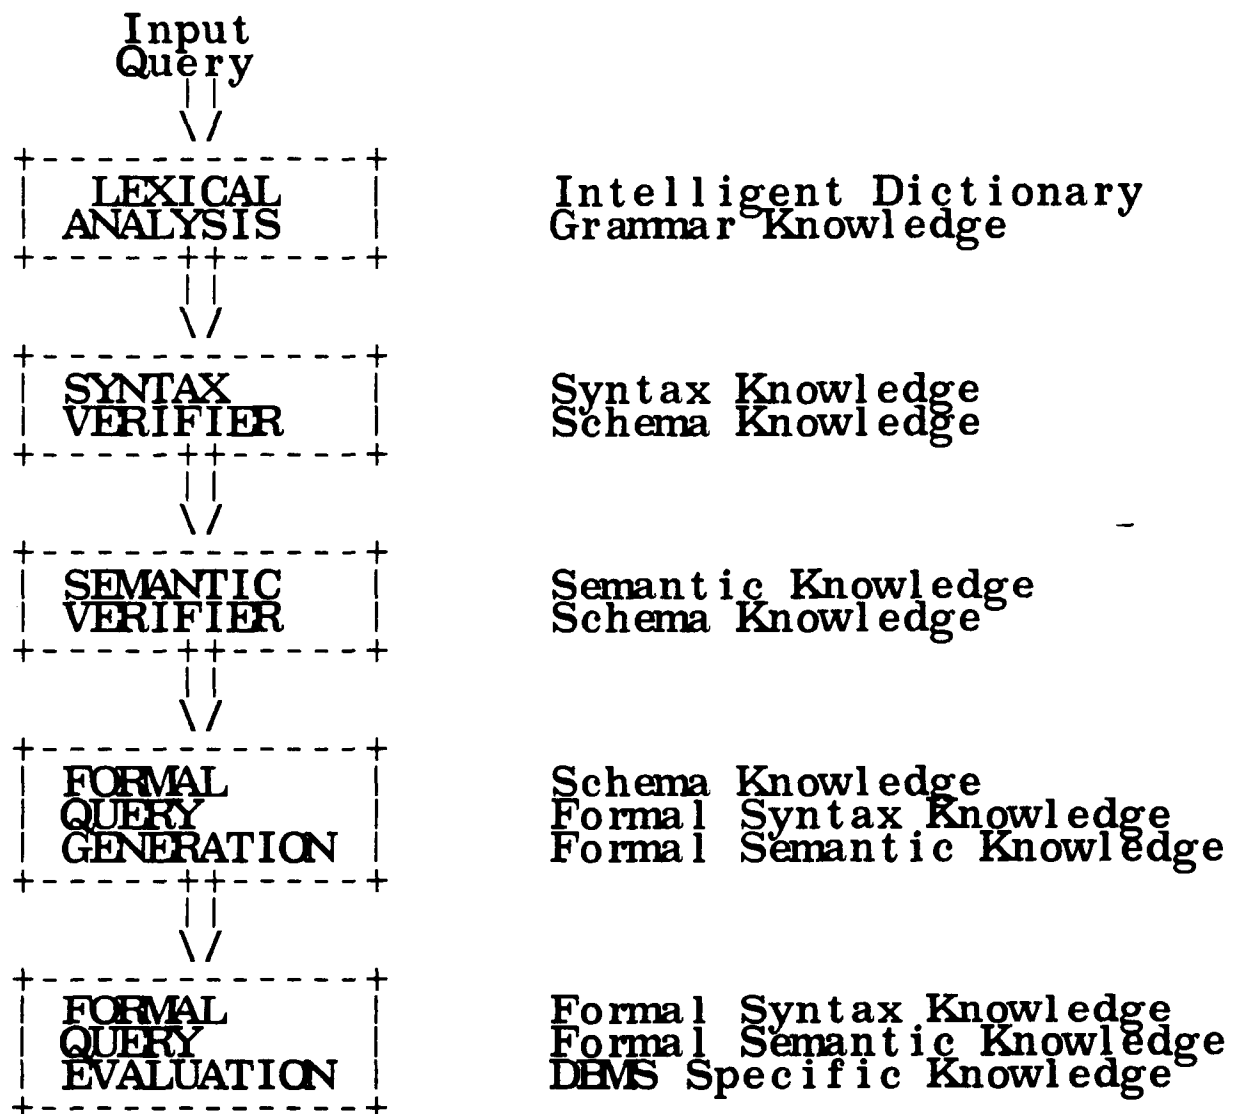 Input
Query
LEXICAL
ANALYSIS
Intelligent Dictionary
Grammar Knowledge
SYNTAX
VERIFIER
Syntax Knowledge
Schema Knowledge
SEMANTIC
VERIFIER
Semantic Knowledge
Schema Knowledge
FORMAL
QUERY
GENERATION
Schema Knowledge
Formal Syntax Knowledge
Formal Semantic Knowledge
FORMAL
QUERY
EVALUATION
Formal Syntax Knowledge
Formal Semantic Knowledge
DBMS Specific Knowledge